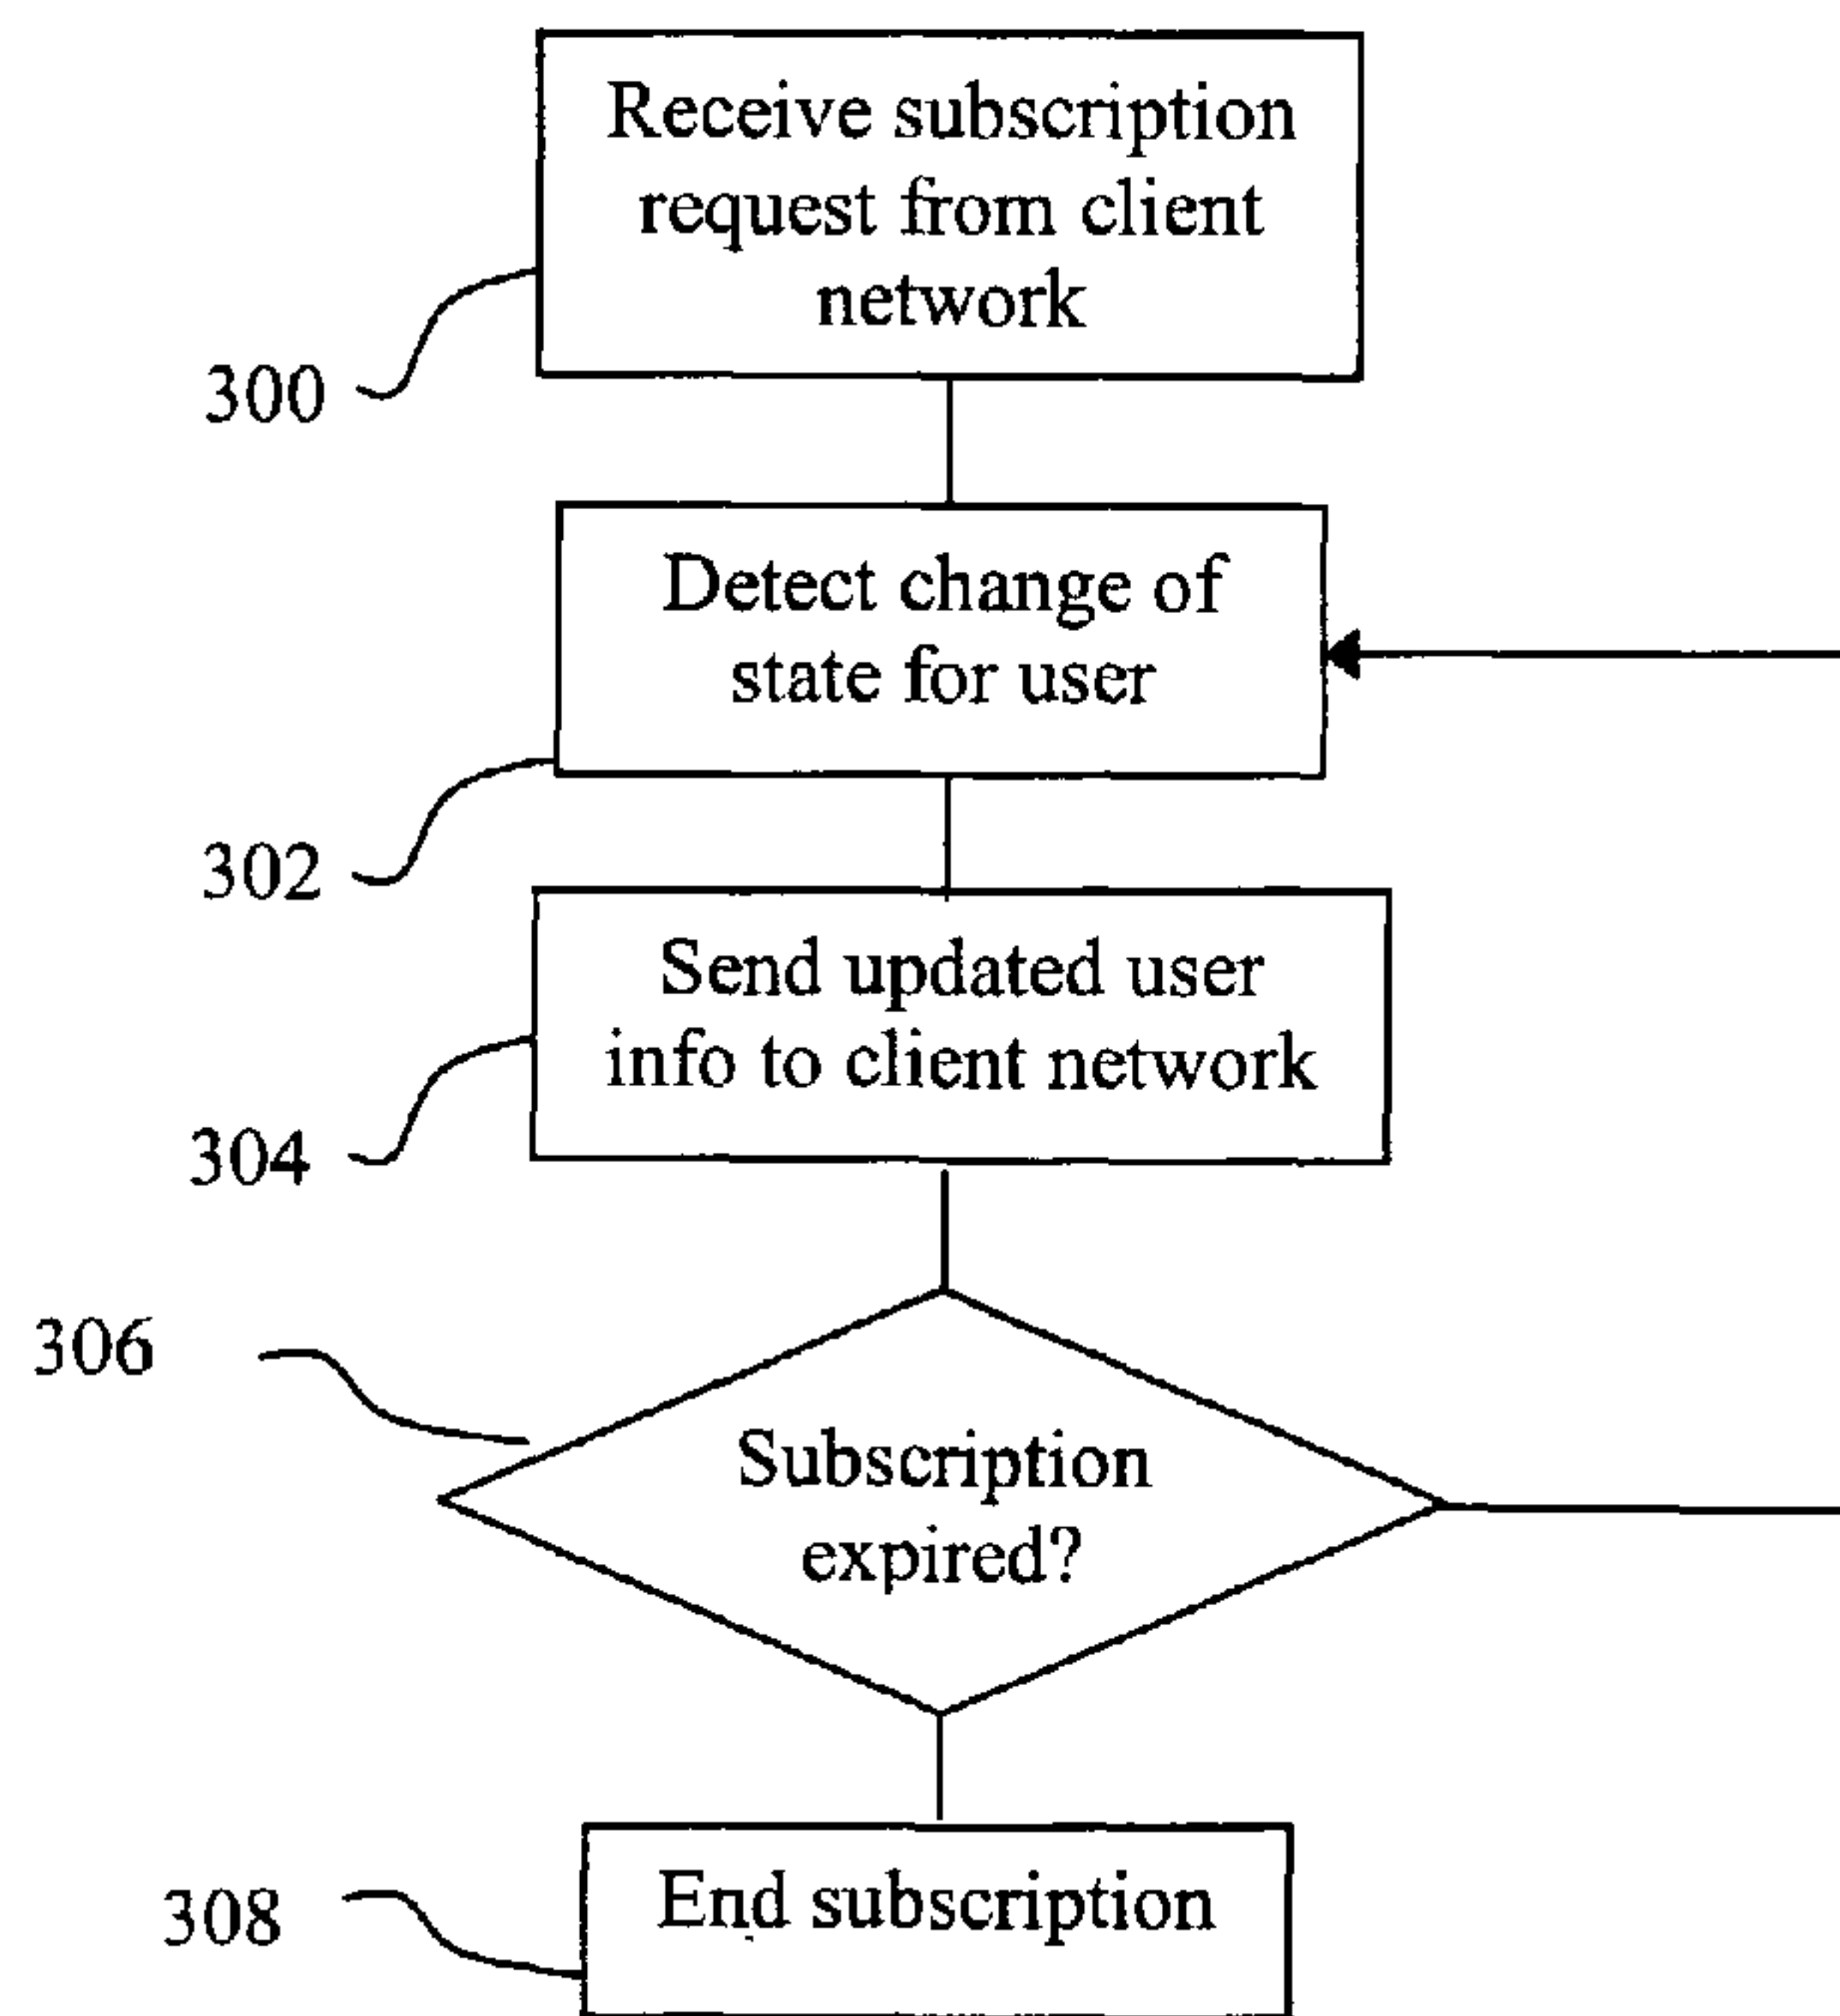 Receive subscription
request from client
network
300
Detect change of
state for user
302
Send updated user
info to client network
304
306
Subscription
expired?
End subscription
308